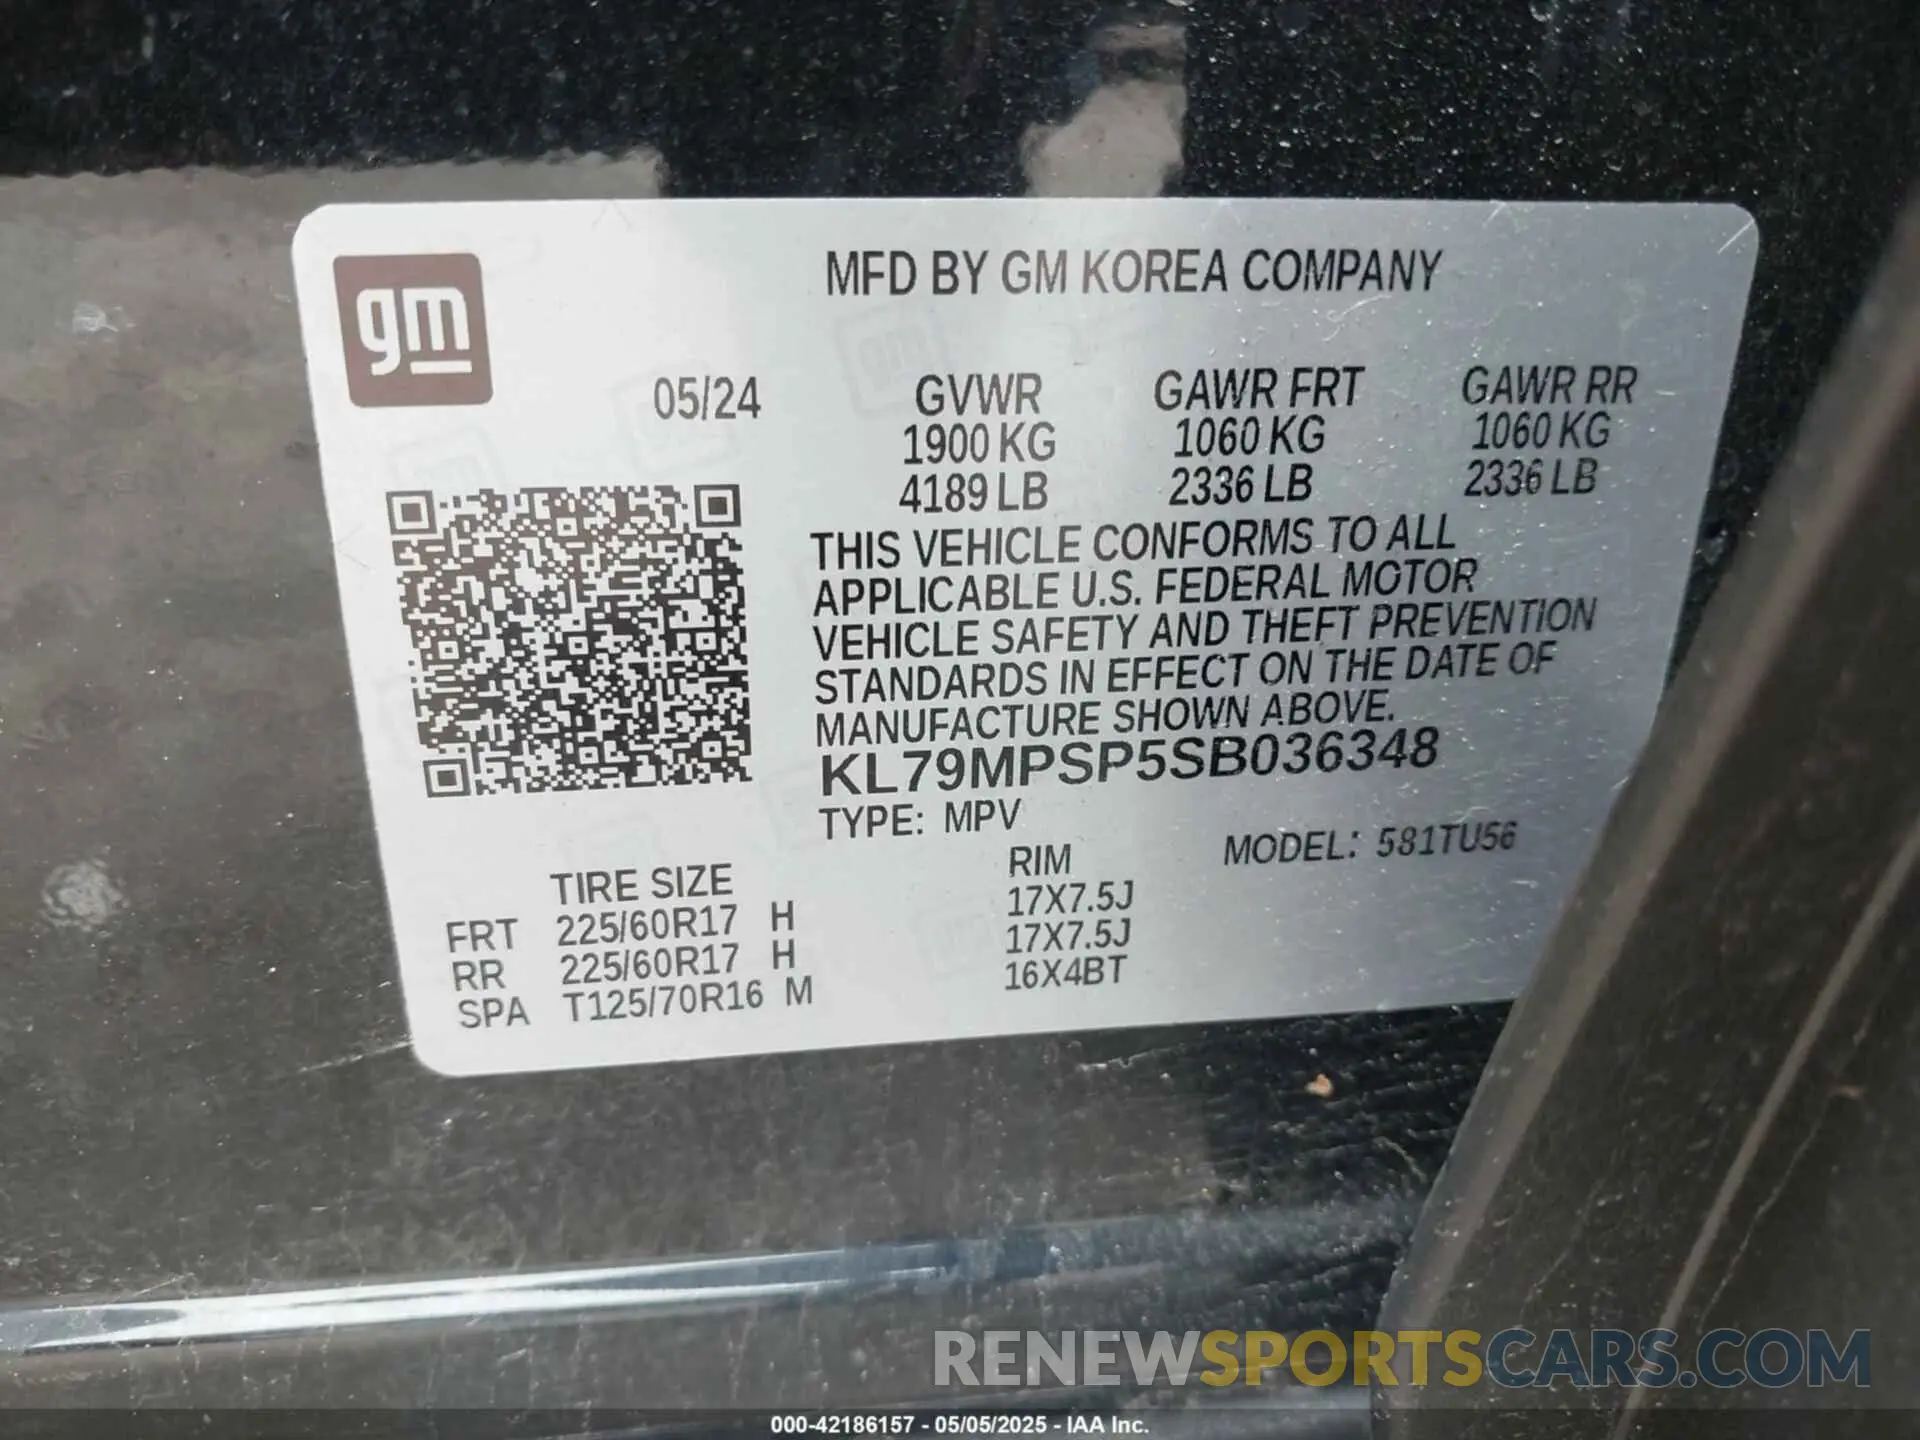 gm
MFD BY GM KOREA COMPANY
05/24 GVWR GAWR FRT GAWR RR
1900 KG 1060 KG 1060 KG
4189 LB 2336 LB 2336 LB
THIS VEHICLE CONFORMS TO ALL
APPLICABLE U.S. FEDERAL MOTOR
VEHICLE SAFETY AND THEFT PREVENTION
STANDARDS IN EFFECT ON THE DATE OF
MANUFACTURE SHOWN ABOVE.
KL79MPSP5SB036348
TYPE: MPV MODEL: 581TU56
TIRE SIZE RIM
FRT 225/60R17 H 17X7.5J
RR 225/60R17 H 17X7.5J
SPA T125/70R16 M 16X4BT
RENEWSPORTSCARS.COM
000-42186157 - 05/05/2025 - IAA Inc.